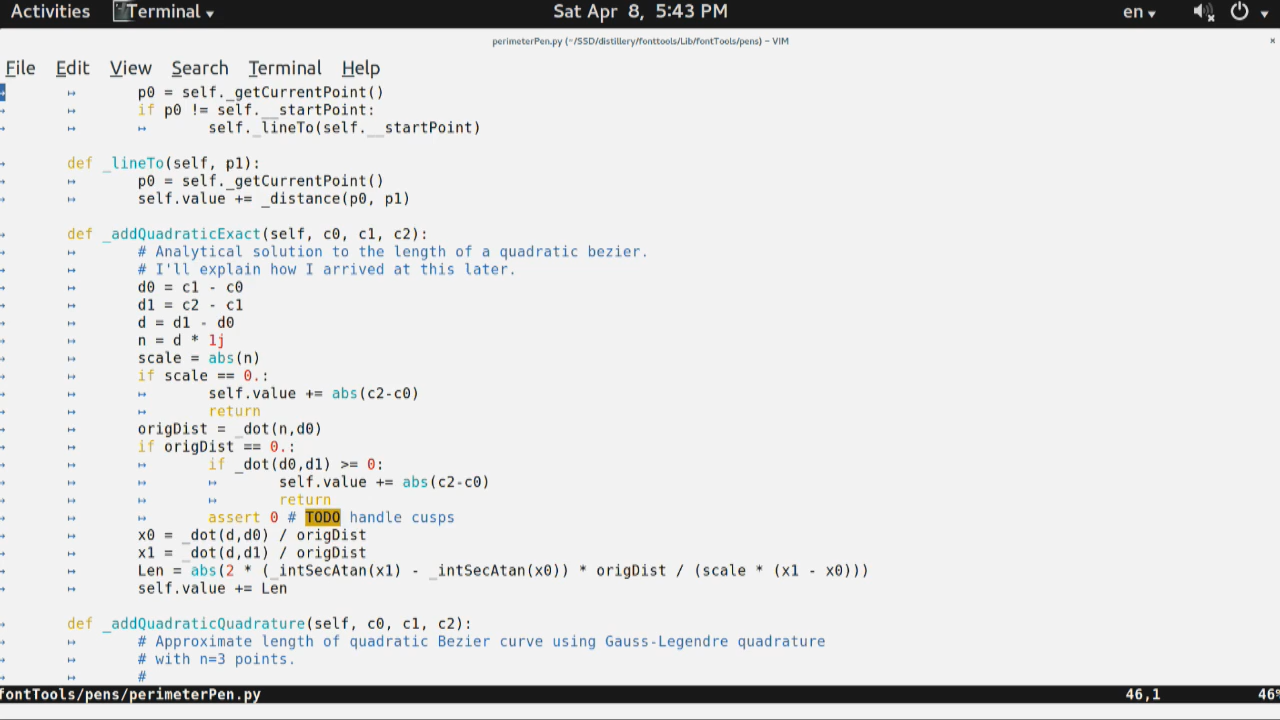 Activities Terminal Sat Apr 8, 5:43 PM en
perimeterPen.py (~/SSD/distillery/fonttools/Lib/fontTools/pens) - VIM
File Edit View Search Terminal Help
p0 = self._getCurrentPoint()
if p0 != self.__startPoint:
self._lineTo(self.__startPoint)
def _lineTo(self, p1):
p0 = self._getCurrentPoint()
self.value += _distance(p0, p1)
def _addQuadraticExact(self, c0, c1, c2):
# Analytical solution to the length of a quadratic bezier.
# I'll explain how I arrived at this later.
d0 = c1 - c0
d1 = c2 - c1
d = d1 - d0
n = d * 1j
scale = abs(n)
if scale == 0.:
self.value += abs(c2-c0)
return
origDist = _dot(n,d0)
if origDist == 0.:
if _dot(d0,d1) >= 0:
self.value += abs(c2-c0)
return
assert 0 # TODO handle cusps
x0 = _dot(d,d0) / origDist
x1 = _dot(d,d1) / origDist
Len = abs(2 * (_intSecAtan(x1) - _intSecAtan(x0)) * origDist / (scale * (x1 - x0)))
self.value += Len
def _addQuadraticQuadrature(self, c0, c1, c2):
# Approximate length of quadratic Bezier curve using Gauss-Legendre quadrature
# with n=3 points.
#
fontTools/pens/perimeterPen.py 46,1 46%